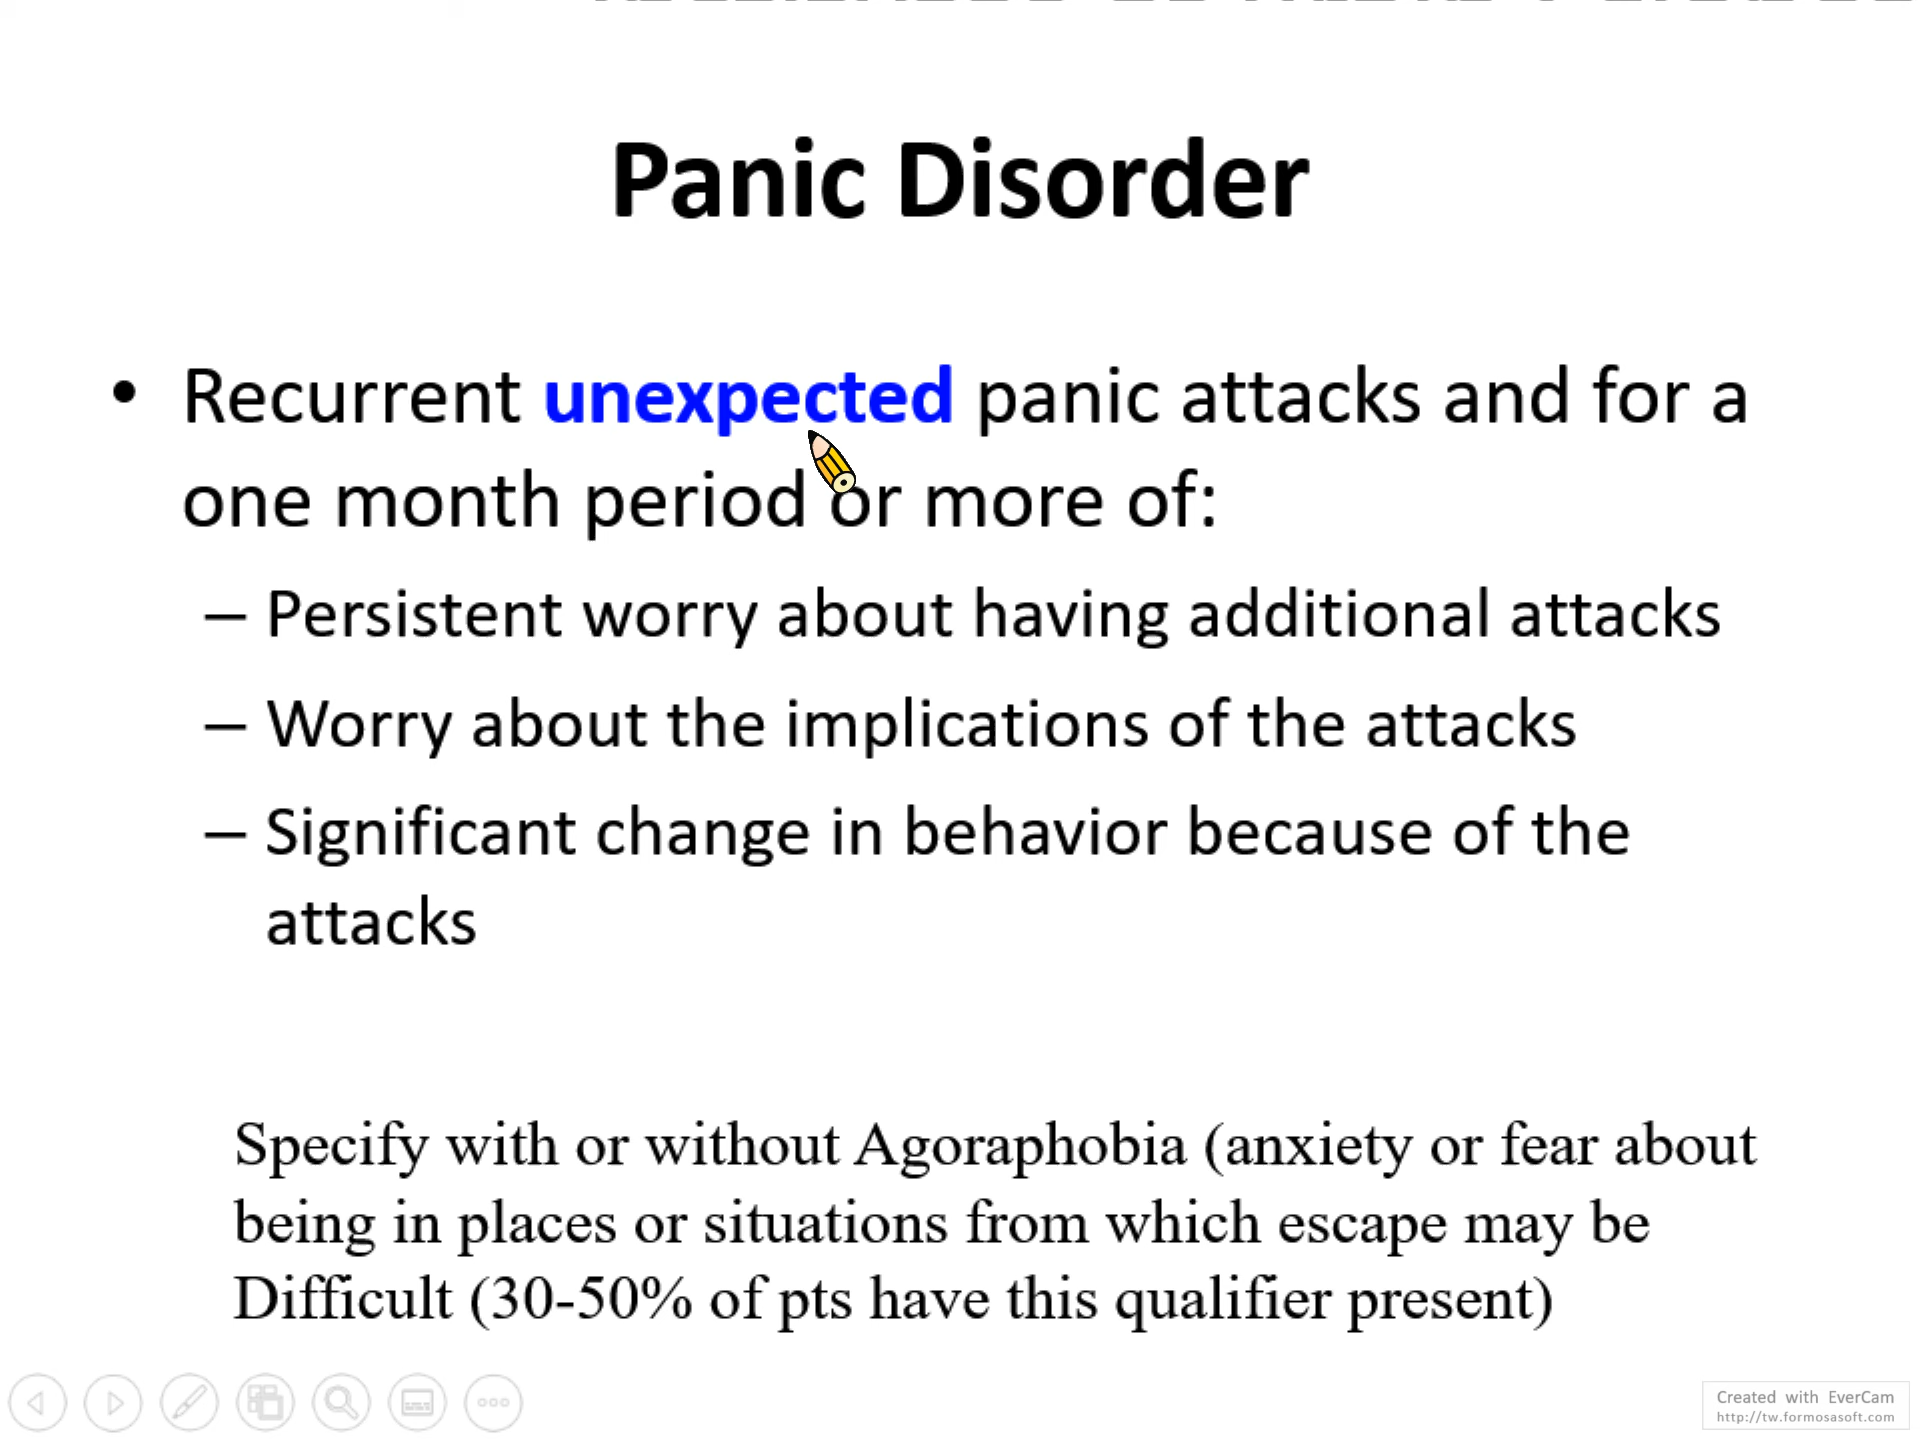 Panic Disorder
• Recurrent unexpected panic attacks and for a
one month period or more of:
– Persistent worry about having additional attacks
– Worry about the implications of the attacks
– Significant change in behavior because of the
attacks
Specify with or without Agoraphobia (anxiety or fear about
being in places or situations from which escape may be
Difficult (30-50% of pts have this qualifier present)
Created with EverCam
http://tw.formosasoft.com